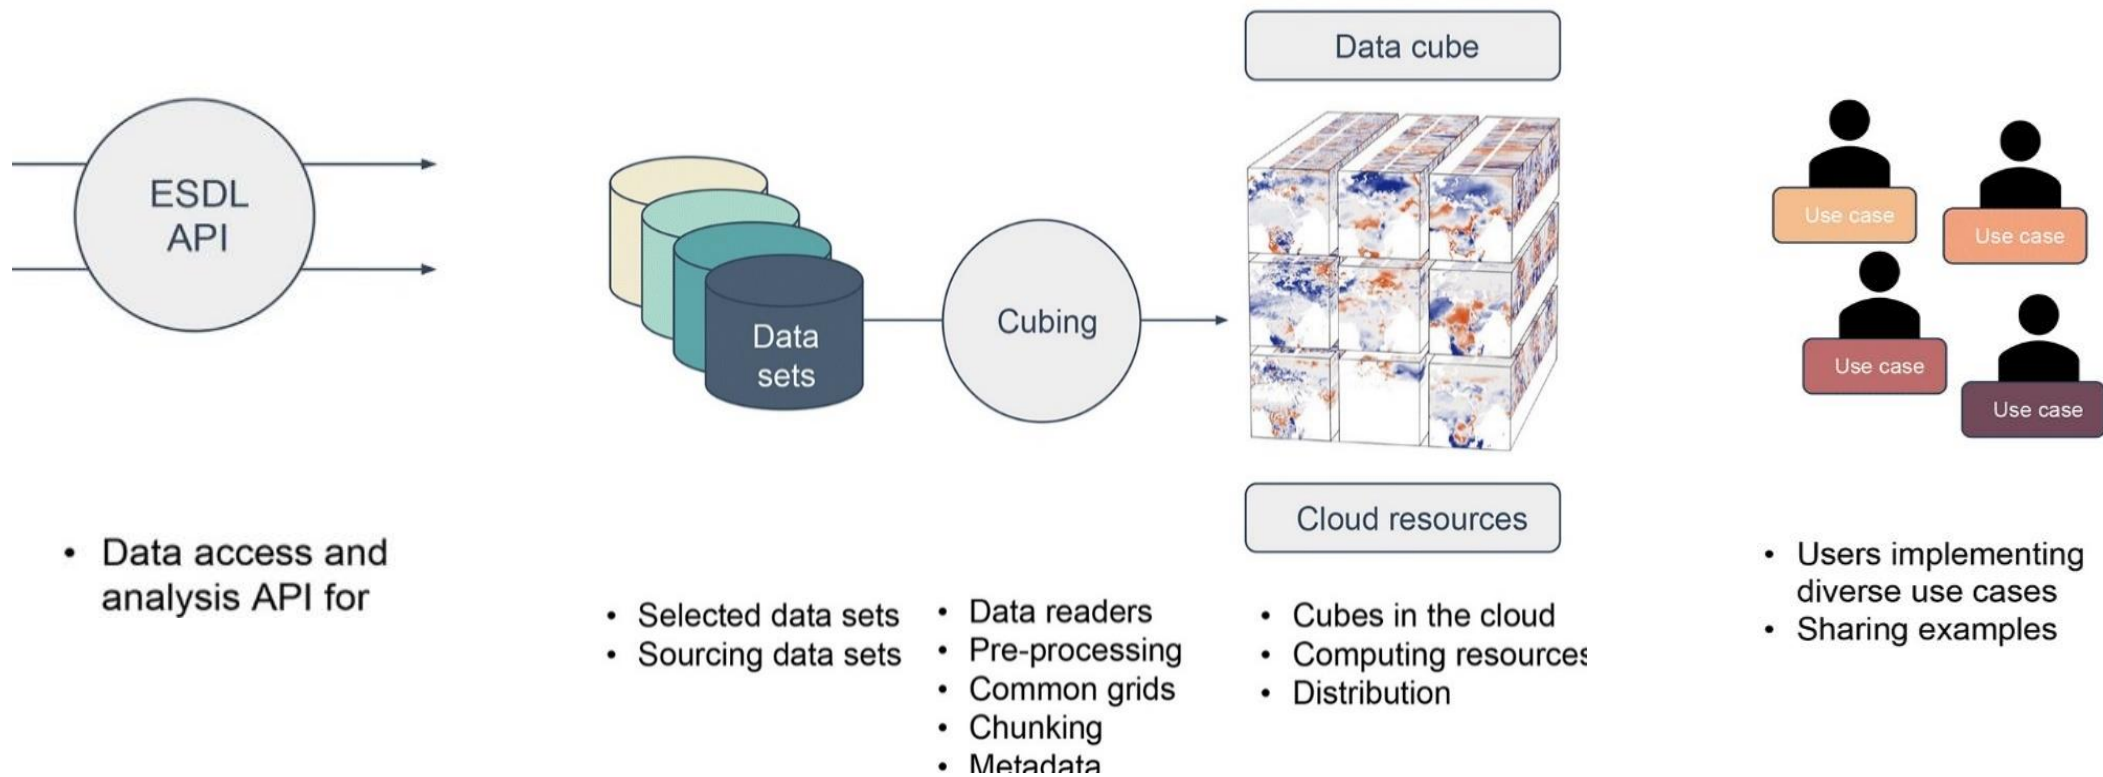 ESDL
API
• Data access and
analysis API for
Data
sets
Cubing
Data cube
Cloud resources
• Selected data sets
• Sourcing data sets
• Data readers
• Pre-processing
• Common grids
• Chunking
• Metadata
• Cubes in the cloud
• Computing resources
• Distribution
Use case
Use case
Use case
Use case
• Users implementing
diverse use cases
• Sharing examples